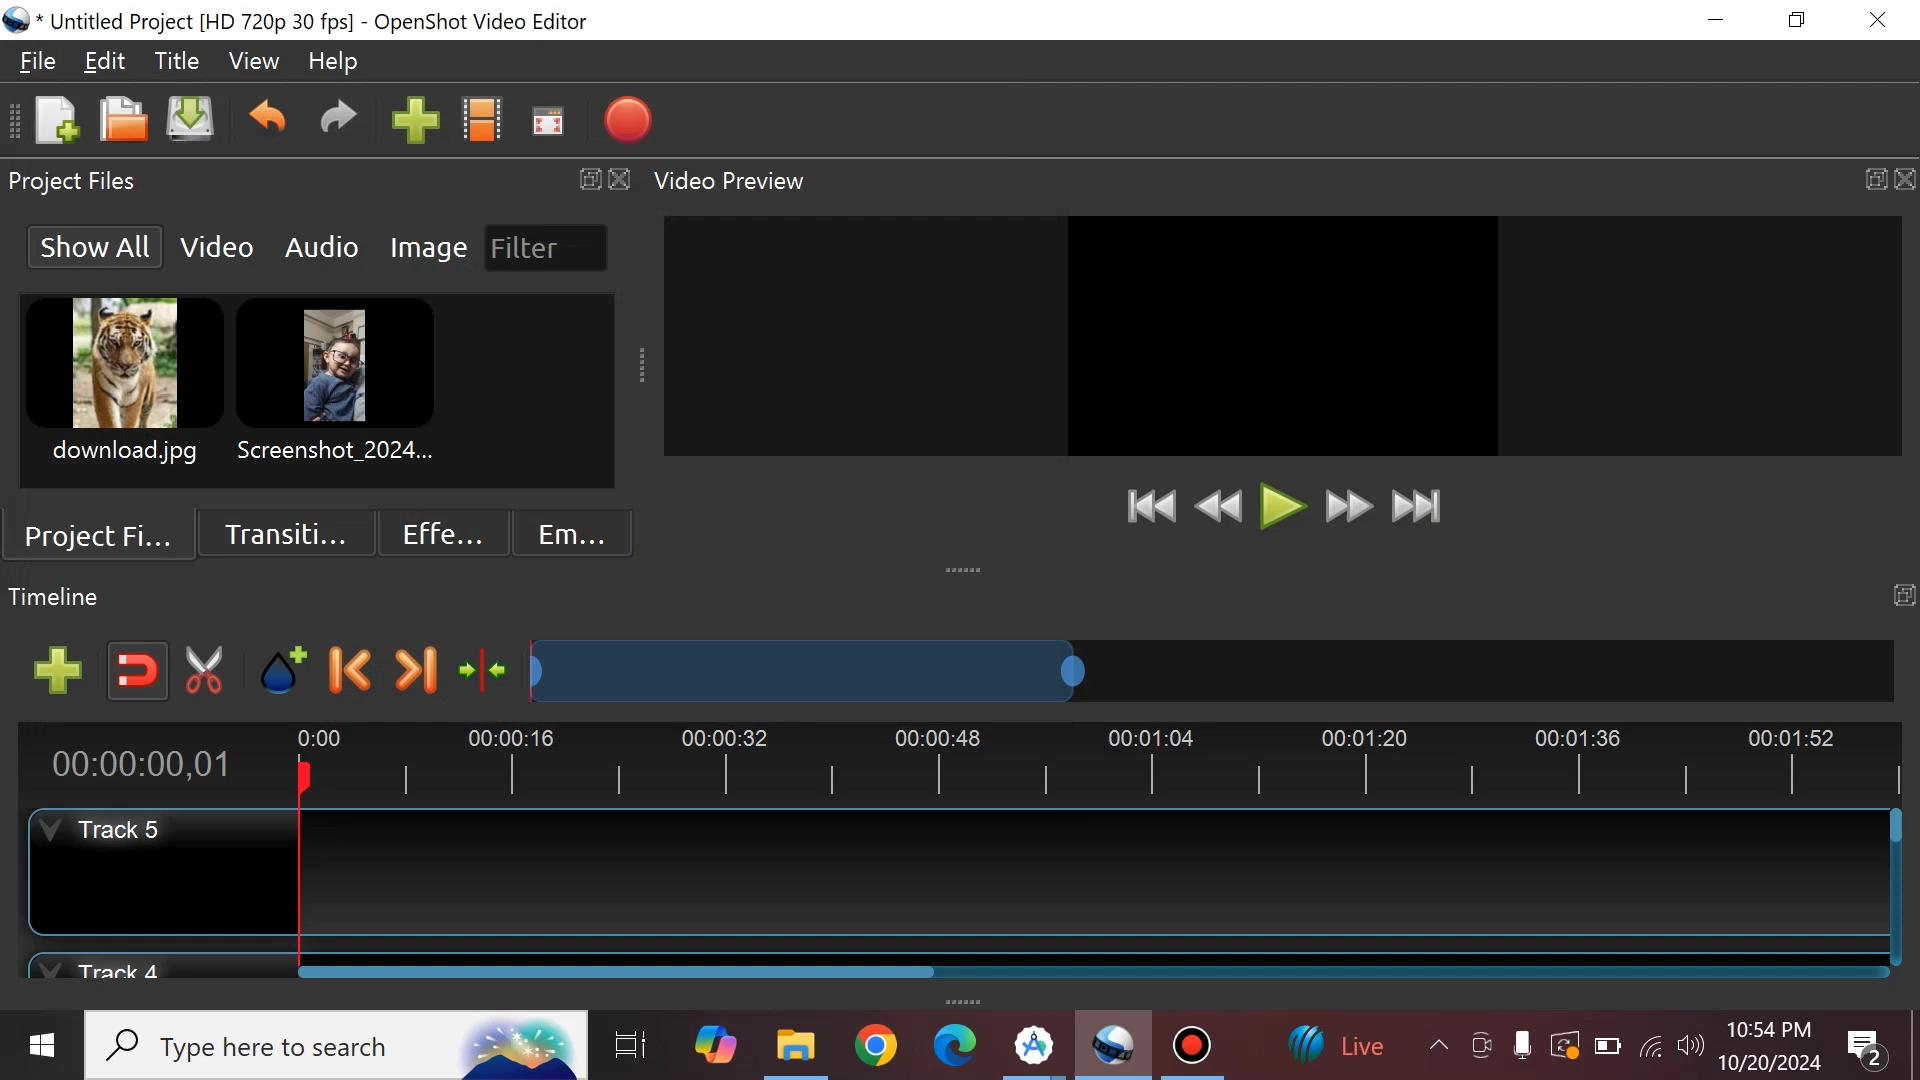 * Untitled Project [HD 720p 30 fps] - OpenShot Video Editor
File Edit Title View Help
Project Files
Video Preview
Show All Video Audio Image Filter
download.jpg Screenshot_2024...
Project Fi... Transiti... Effe... Em...
Timeline
00:00:00,01
0:00 00:00:16 00:00:32 00:00:48 00:01:04 00:01:20 00:01:36 00:01:52
Track 5
Track 4
Type here to search
Live
10:54 PM
10/20/2024
2